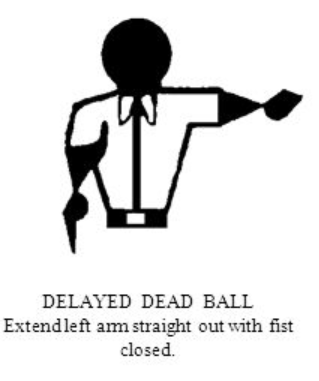 DELAYED DEAD BALL
Extend left arm straight out with fist
closed.